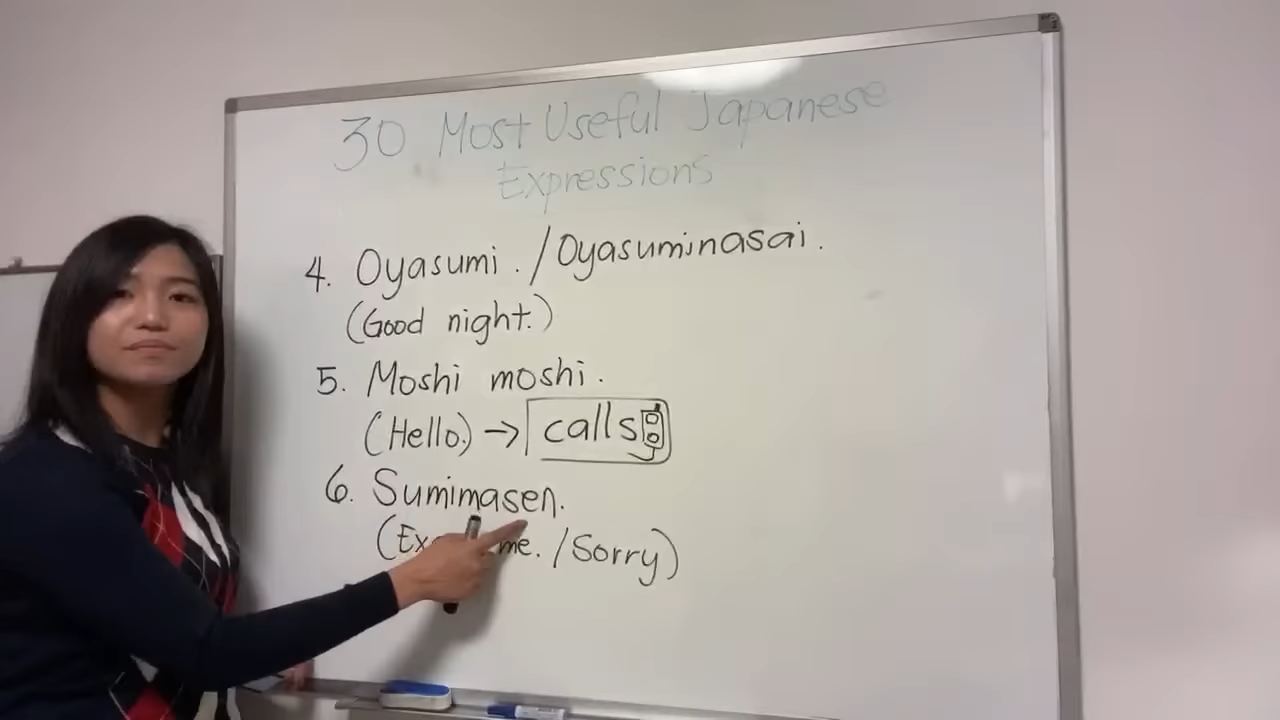 30 Most Useful Japanese
Expressions
4. Oyasumi. / Oyasuminasai.
(Good night.)
5. Moshi moshi.
(Hello.) → calls
6. Sumimasen.
me. / Sorry)